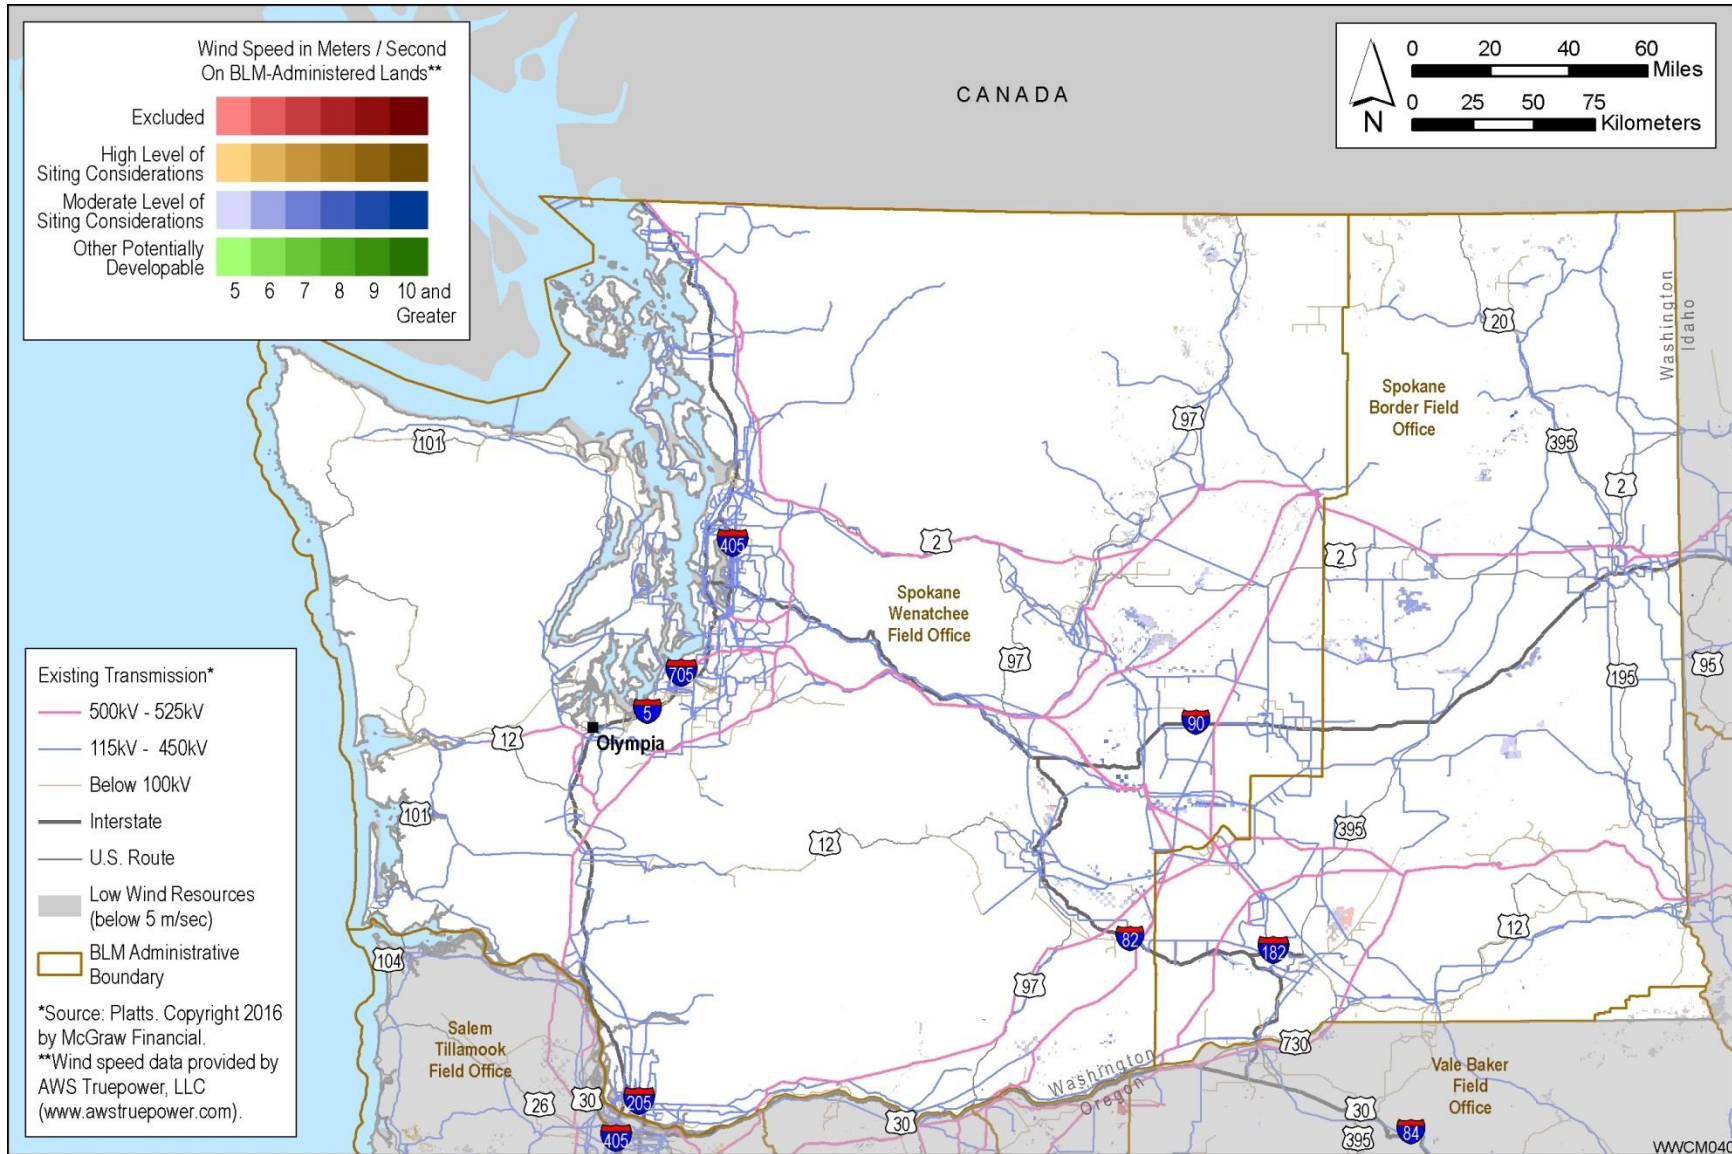 Wind Speed in Meters / Second
On BLM-Administered Lands**
Excluded
High Level of
Siting Considerations
Moderate Level of
Siting Considerations
Other Potentially
Developable
5 6 7 8 9 10 and
Greater
CANADA
N
0 20 40 60
Miles
0 25 50 75
Kilometers
Washington
Idaho
20
Spokane
Border Field
Office
97
101
395
2
405
2
2
Spokane
Wenatchee
Field Office
97
705
195
95
5
90
12
Olympia
101
12
395
12
82
182
97
104
Salem
Tillamook
Field Office
Washington
Oregon
730
Vale Baker
Field
Office
26
30
205
30
30
84
405
395
Existing Transmission*
500kV - 525kV
115kV - 450kV
Below 100kV
Interstate
U.S. Route
Low Wind Resources
(below 5 m/sec)
BLM Administrative
Boundary
*Source: Platts. Copyright 2016
by McGraw Financial.
**Wind speed data provided by
AWS Truepower, LLC
(www.awstruepower.com).
WWCM040